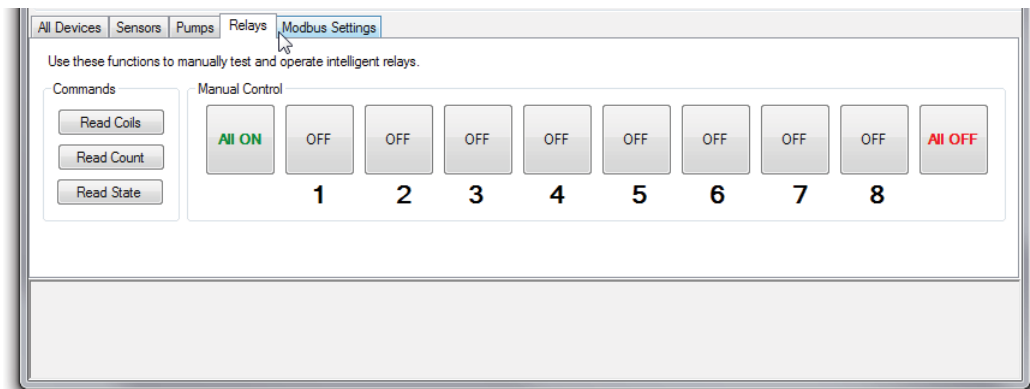 All Devices Sensors Pumps Relays Modbus Settings
Use these functions to manually test and operate intelligent relays.
Commands
Read Coils
Read Count
Read State
Manual Control
All ON OFF OFF OFF OFF OFF OFF OFF OFF All OFF
1 2 3 4 5 6 7 8